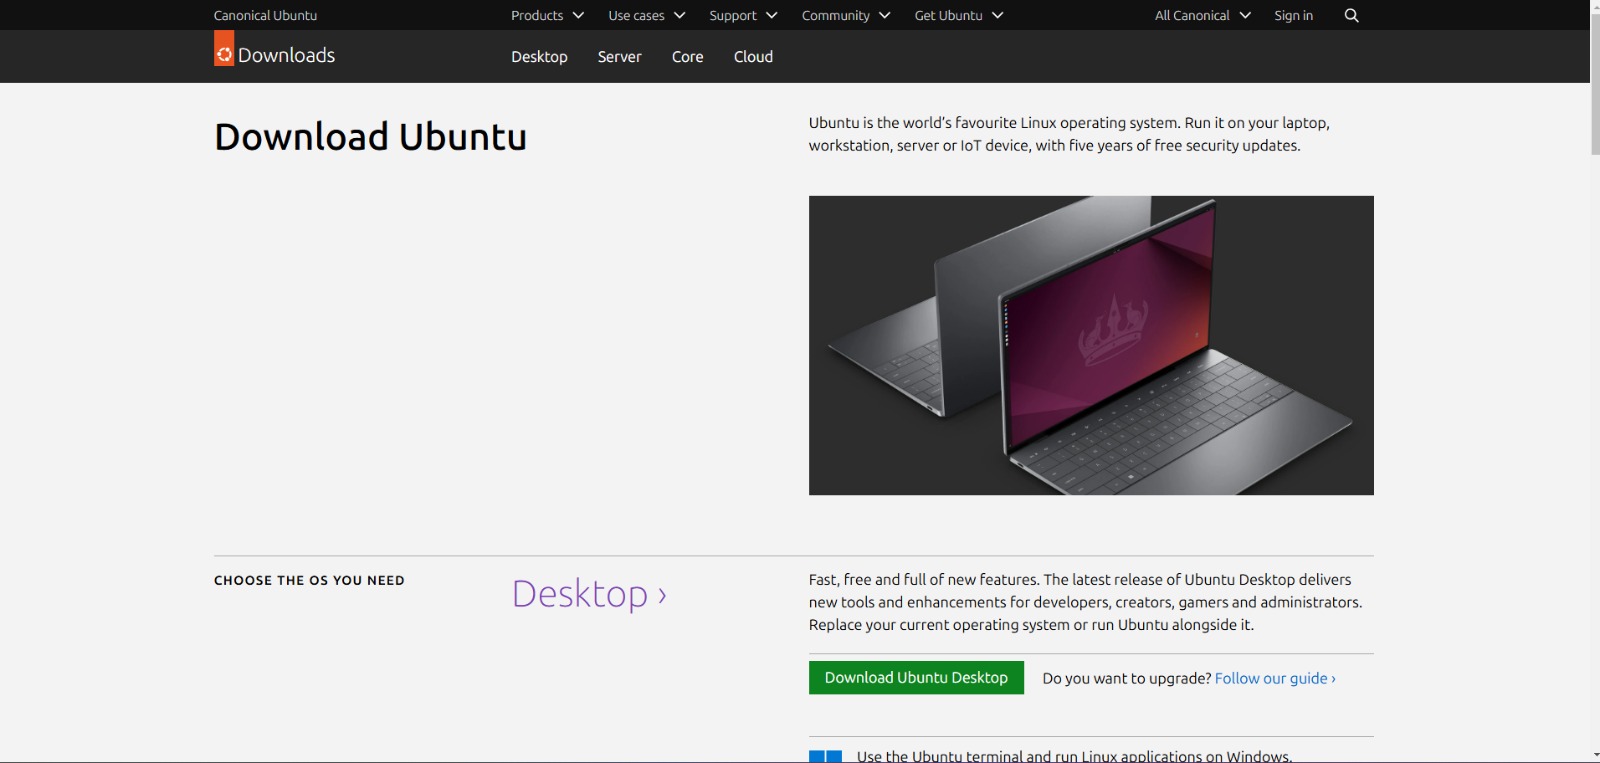 Canonical Ubuntu
Products
Use cases
Support
Community
Get Ubuntu
All Canonical
Sign in
Downloads
Desktop
Server
Core
Cloud
Download Ubuntu
Ubuntu is the world’s favourite Linux operating system. Run it on your laptop,
workstation, server or IoT device, with five years of free security updates.
CHOOSE THE OS YOU NEED
Desktop ›
Fast, free and full of new features. The latest release of Ubuntu Desktop delivers
new tools and enhancements for developers, creators, gamers and administrators.
Replace your current operating system or run Ubuntu alongside it.
Download Ubuntu Desktop
Do you want to upgrade? Follow our guide ›
Use the Ubuntu terminal and run Linux applications on Windows.